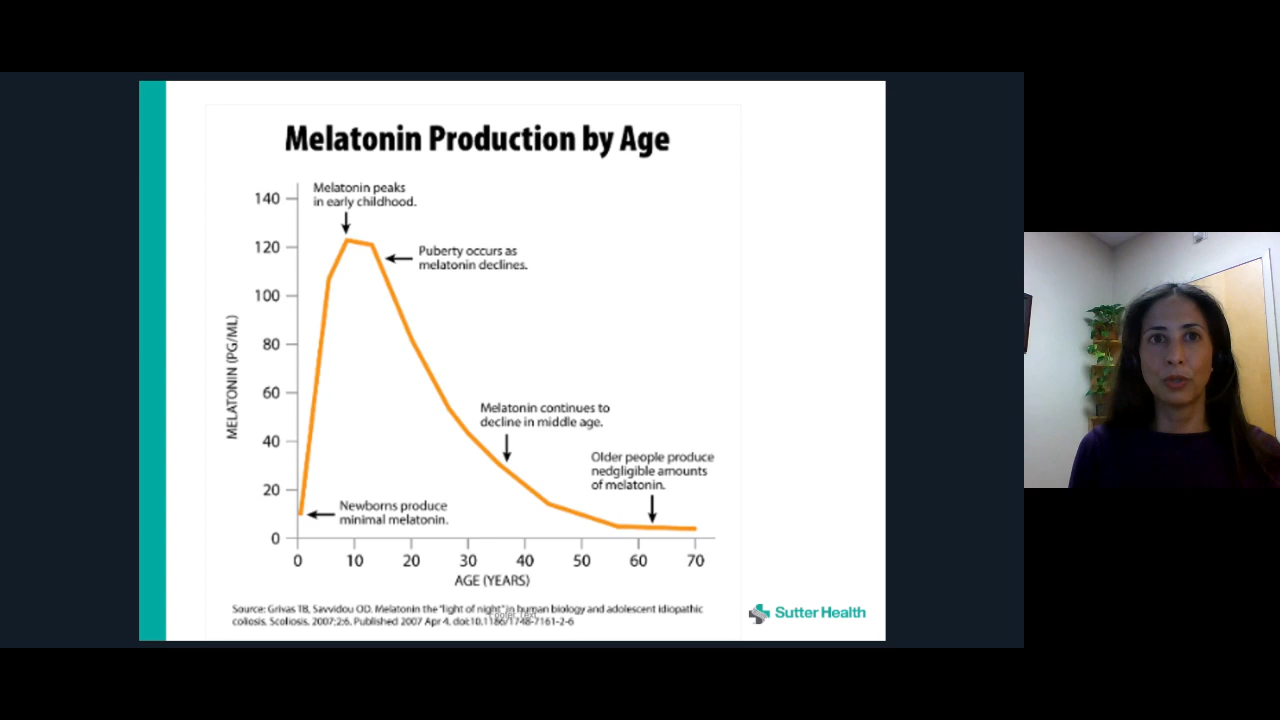 Melatonin Production by Age
140
120
100
80
60
40
20
0
MELATONIN (PG/ML)
Melatonin peaks
in early childhood.
Puberty occurs as
melatonin declines.
Melatonin continues to
decline in middle age.
Older people produce
nedgligible amounts
of melatonin.
Newborns produce
minimal melatonin.
0 10 20 30 40 50 60 70
AGE (YEARS)
Source: Grivas TB, Savvidou OD. Melatonin the "light of night" in human biology and adolescent idiopathic
coliosis. Scoliosis, 2007;2:6. Published 2007 Apr 4. doi:10.1186/1748-7161-2-6
Footer Text
Sutter Health